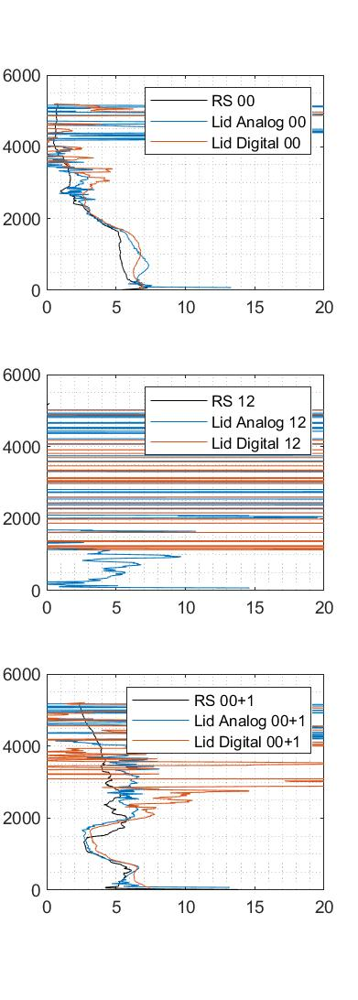 6000
4000
2000
0
0 5 10 15 20
RS 00
Lid Analog 00
Lid Digital 00
6000
4000
2000
0
0 5 10 15 20
RS 12
Lid Analog 12
Lid Digital 12
6000
4000
2000
0
0 5 10 15 20
RS 00+1
Lid Analog 00+1
Lid Digital 00+1